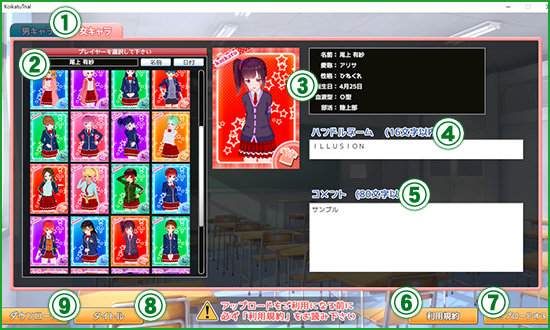 KoikatuTrial
①
男キャラ
女キャラ
プレイヤーを選択して下さい
②
尾上 有紗
名前
日付
Koikatu
③
名前: 尾上 有紗
愛称: アリサ
性格: ひねくれ
誕生日: 4月25日
血液型: O型
部活: 陸上部
ハンドルネーム (16文字以
④
ILLUSION
コメント (80文字以
⑤
サンプル
ダウンロー
⑨
タイトル
⑧
アップロードをご利用になる前に
必ず「利用規約」をお読み下さい
⑥
利用規約
⑦
ップロードする